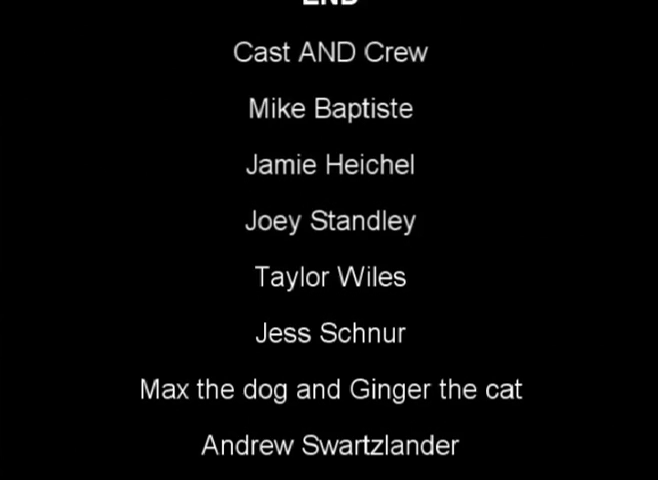 END
Cast AND Crew
Mike Baptiste
Jamie Heichel
Joey Standley
Taylor Wiles
Jess Schnur
Max the dog and Ginger the cat
Andrew Swartzlander